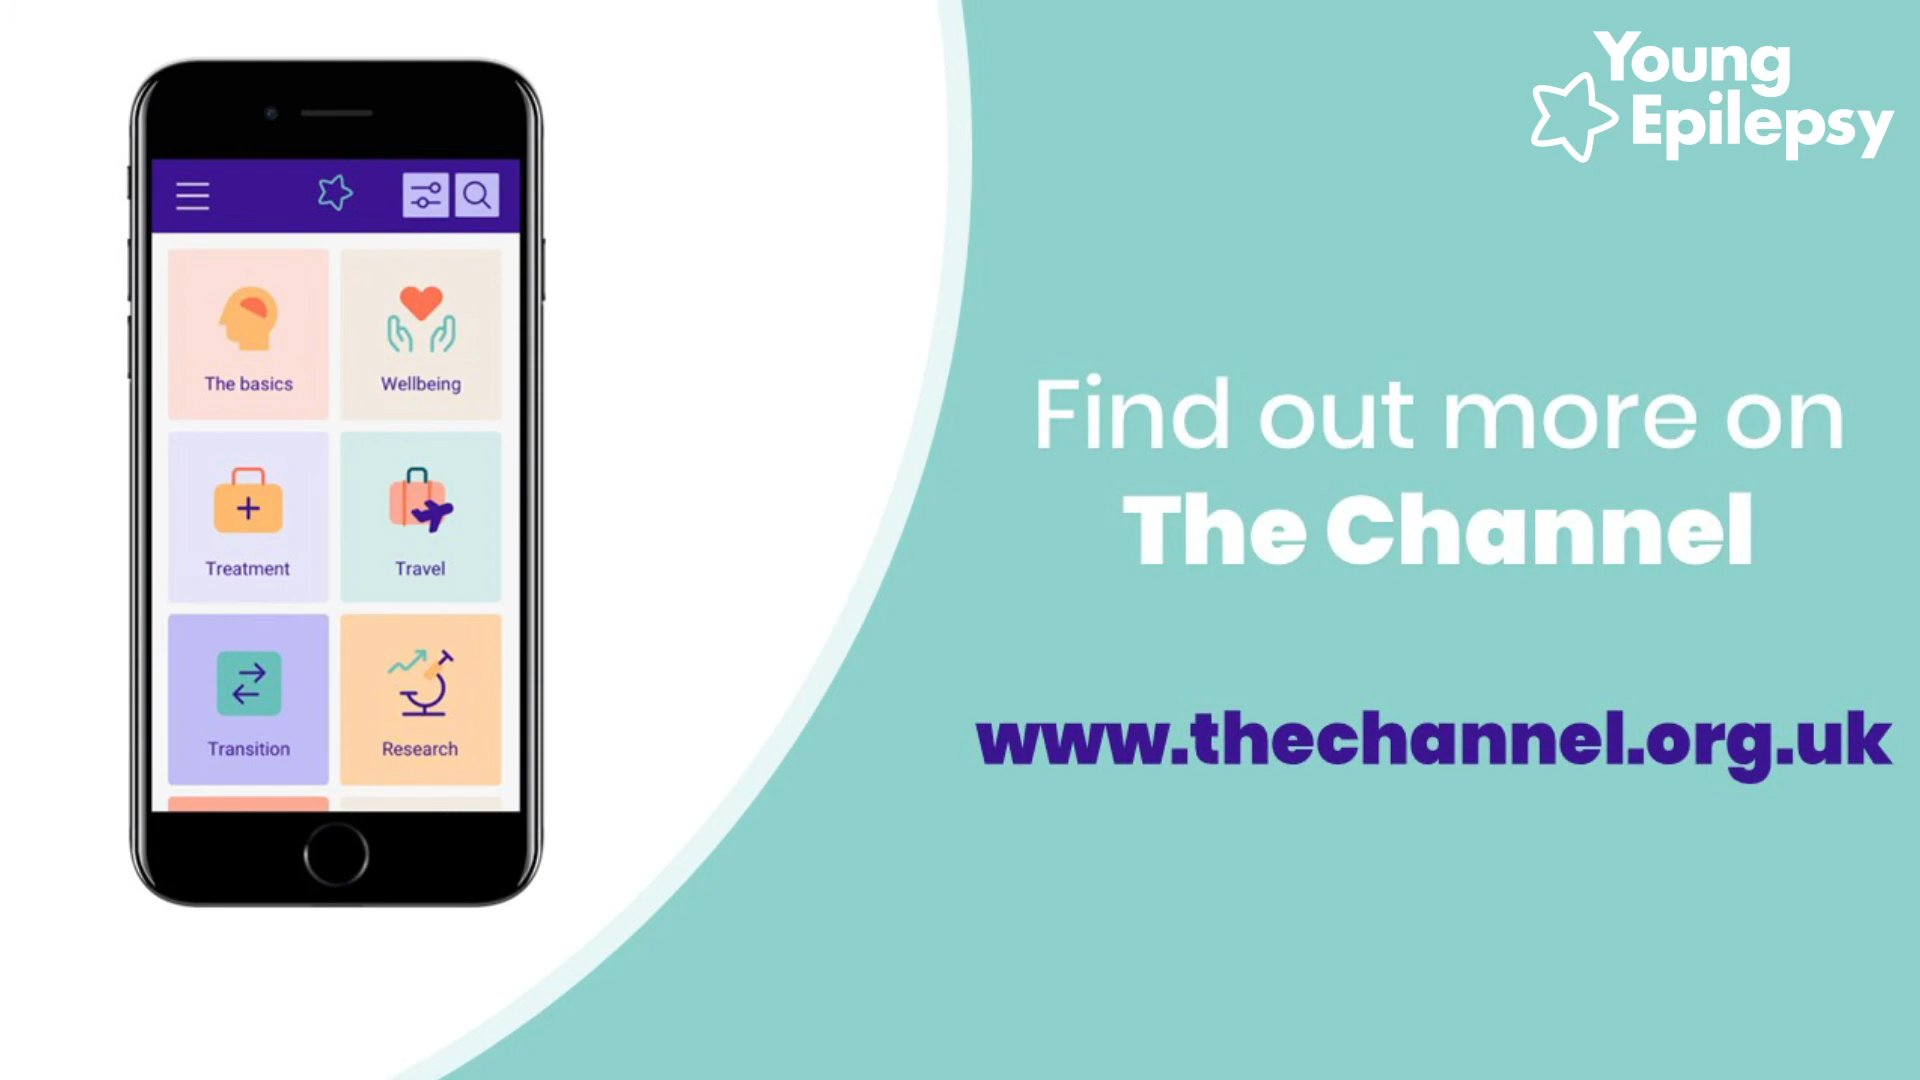 Young
Epilepsy
The basics
Wellbeing
Treatment
Travel
Transition
Research
Find out more on
The Channel
www.thechannel.org.uk